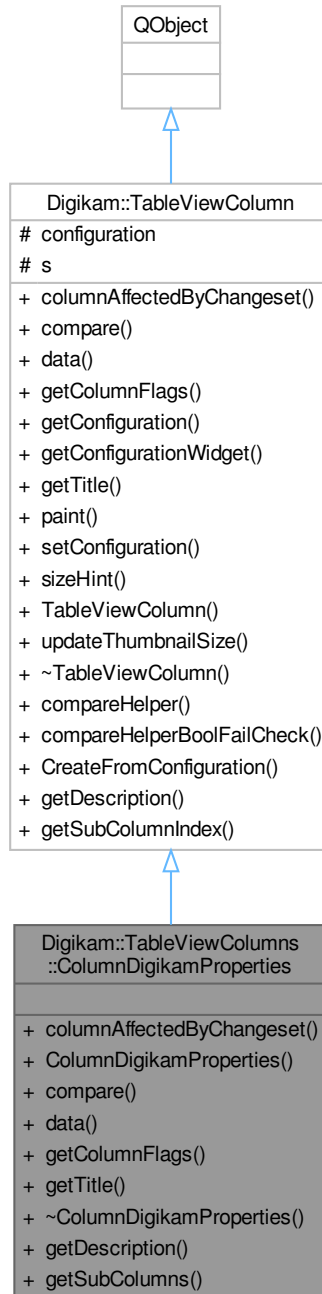 QObject
Digikam::TableViewColumn
# configuration
# s
+ columnAffectedByChangeset()
+ compare()
+ data()
+ getColumnFlags()
+ getConfiguration()
+ getConfigurationWidget()
+ getTitle()
+ paint()
+ setConfiguration()
+ sizeHint()
+ TableViewColumn()
+ updateThumbnailSize()
+ ~TableViewColumn()
+ compareHelper()
+ compareHelperBoolFailCheck()
+ CreateFromConfiguration()
+ getDescription()
+ getSubColumnIndex()
Digikam::TableViewColumns
::ColumnDigikamProperties
+ columnAffectedByChangeset()
+ ColumnDigikamProperties()
+ compare()
+ data()
+ getColumnFlags()
+ getTitle()
+ ~ColumnDigikamProperties()
+ getDescription()
+ getSubColumns()